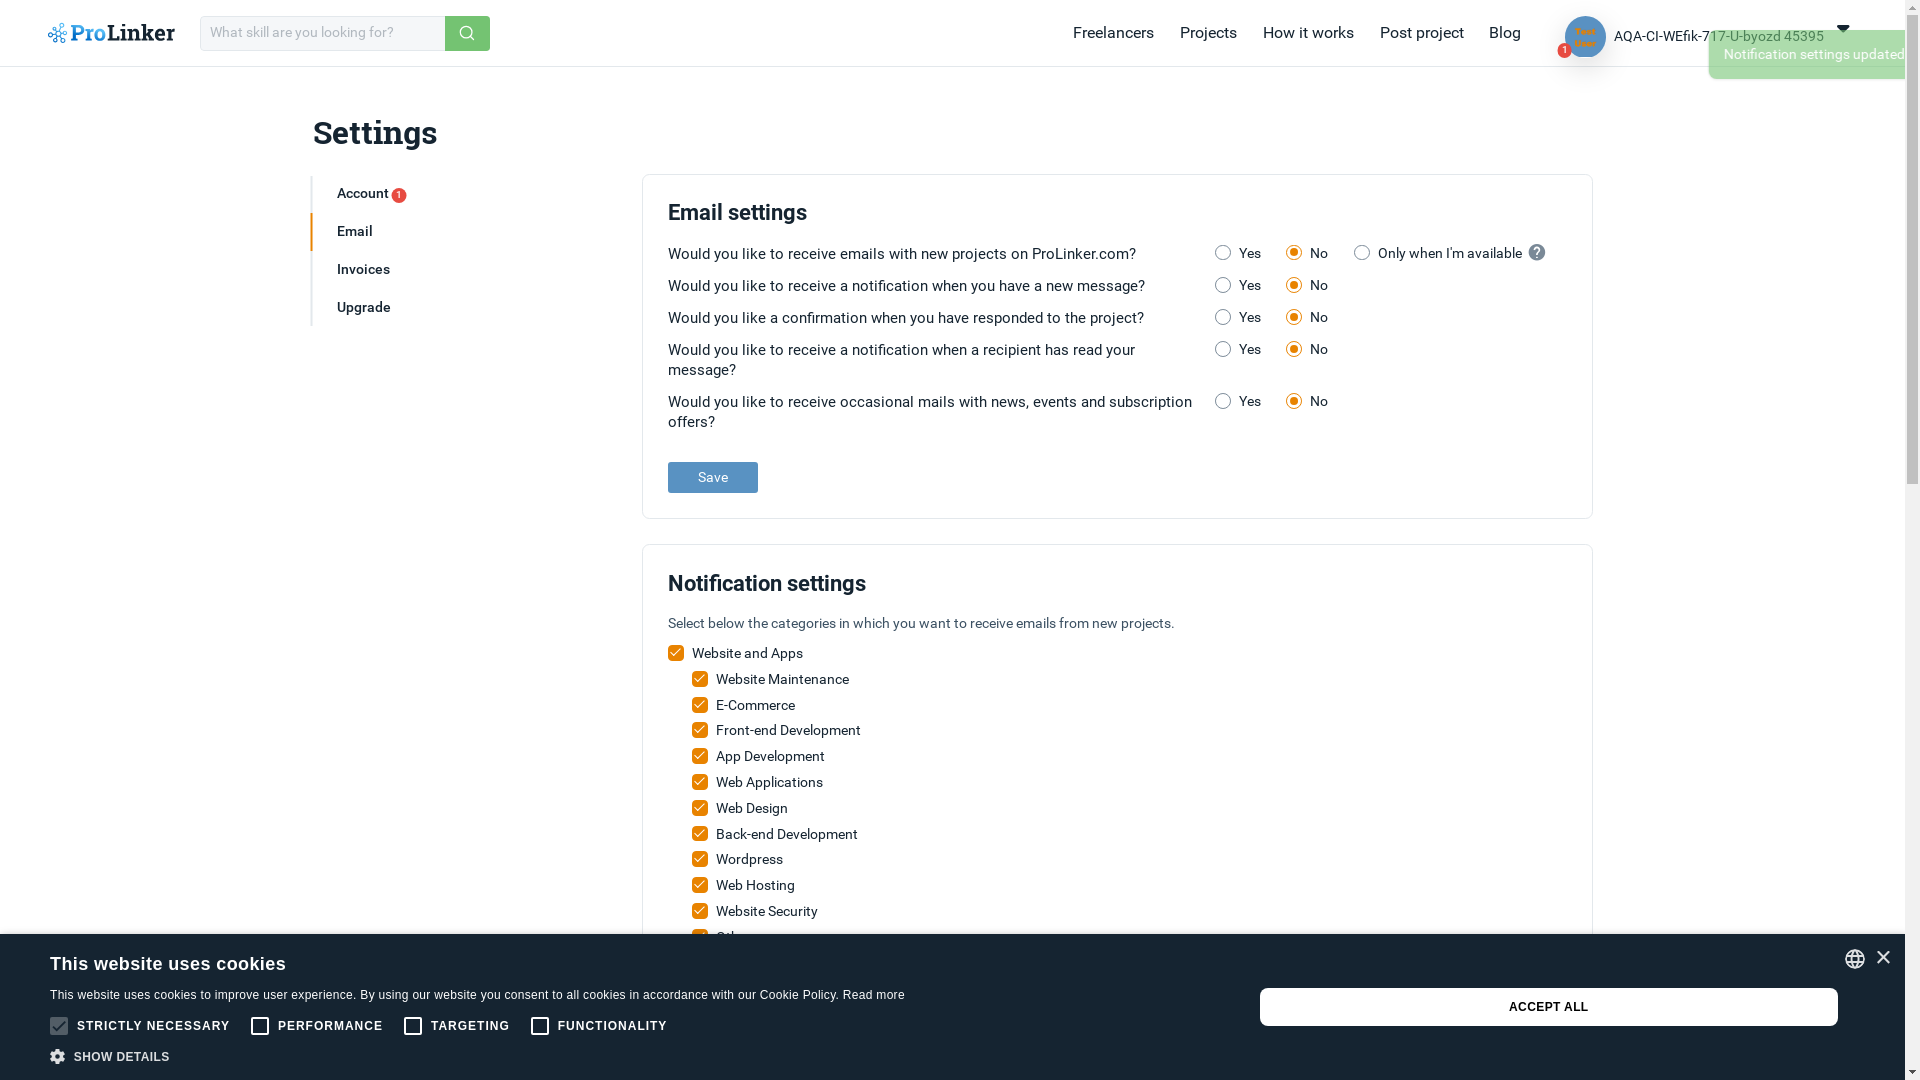 ProLinker
What skill are you looking for?
Freelancers
Projects
How it works
Post project
Blog
Test
User
1
AQA-CI-WEfik-717-U-byozd 45395
Notification settings updated
Settings
Account 1
Email
Invoices
Upgrade
Email settings
Would you like to receive emails with new projects on ProLinker.com?
Yes No Only when I'm available ?
Would you like to receive a notification when you have a new message?
Yes No
Would you like a confirmation when you have responded to the project?
Yes No
Would you like to receive a notification when a recipient has read your
message?
Yes No
Would you like to receive occasional mails with news, events and subscription
offers?
Yes No
Save
Notification settings
Select below the categories in which you want to receive emails from new projects.
Website and Apps
Website Maintenance
E-Commerce
Front-end Development
App Development
Web Applications
Web Design
Back-end Development
Wordpress
Web Hosting
Website Security
This website uses cookies
This website uses cookies to improve user experience. By using our website you consent to all cookies in accordance with our Cookie Policy. Read more
STRICTLY NECESSARY
PERFORMANCE
TARGETING
FUNCTIONALITY
SHOW DETAILS
ACCEPT ALL